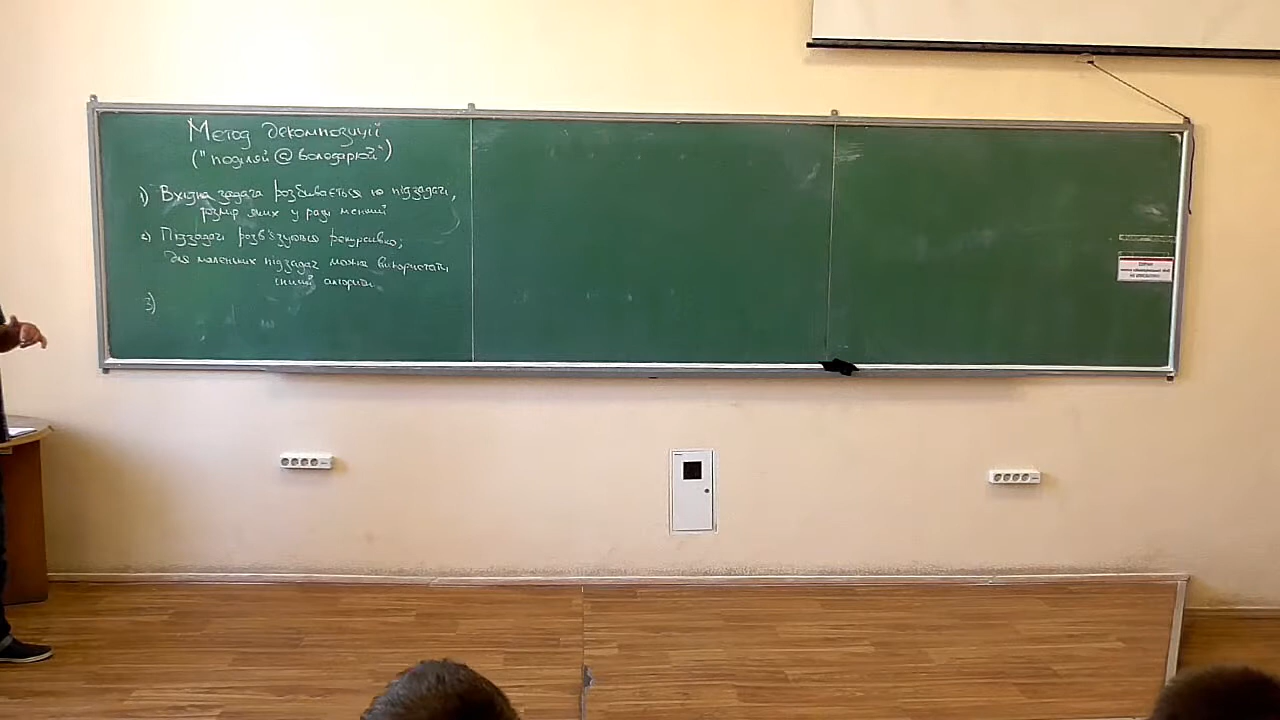 Метод декомпозиції
("поділяй @ володарюй")
1) Вхідна задача розбивається на підзадачі,
розмір яких у рази менший
2) Підзадачі розв'язуються рекурсивно;
для маленьких підзадач можна використати
інший алгоритм
3)